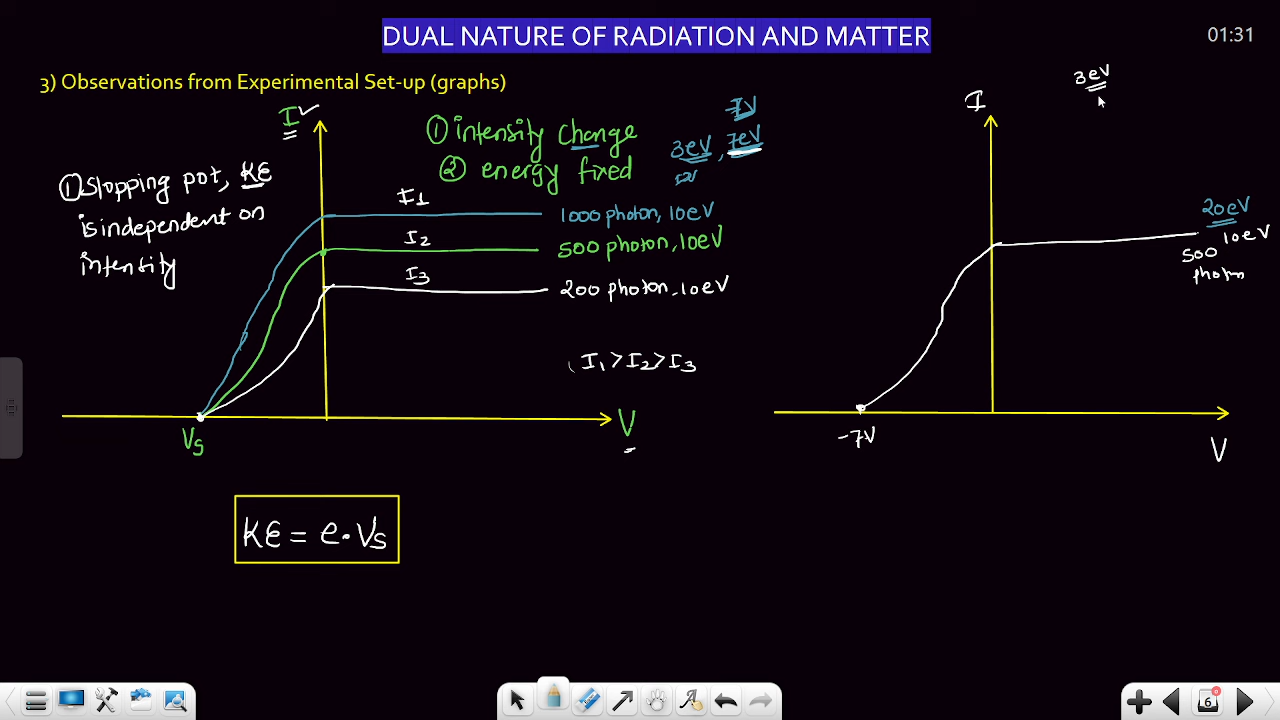 DUAL NATURE OF RADIATION AND MATTER
01:31
3) Observations from Experimental Set-up (graphs)
I
① intensity change
② energy fixed
3eV, 7eV
-7V
① Stopping pot, KE
is independent on
intensity
I1
1000 photon, 10eV
I2
500 photon, 10eV
I3
200 photon, 10eV
I1 > I2 > I3
Vs
V
KE = e·Vs
3eV
I
20eV
10eV
500
photon
-7V
V
6